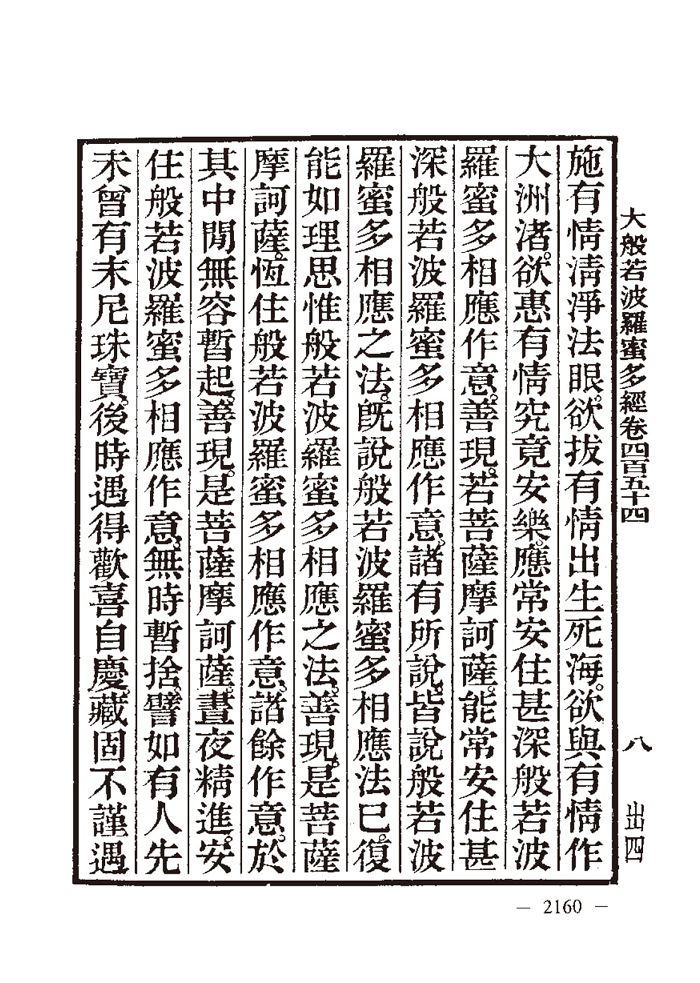 大般若波羅蜜多經卷四百五十四
八
出四
施有情淸淨法眼。欲拔有情出生死海。欲與有情作
大洲渚。欲惠有情究竟安樂。應常安住甚深般若波
羅蜜多相應作意。善現。若菩薩摩訶薩。能常安住甚
深般若波羅蜜多相應作意。諸有所說。皆說般若波
羅蜜多相應之法。旣說般若波羅蜜多相應法已。復
能如理思惟般若波羅蜜多相應之法。善現。是菩薩
摩訶薩。恆住般若波羅蜜多相應作意。諸餘作意。於
其中閒無容暫起。善現。是菩薩摩訶薩。晝夜精進。安
住般若波羅蜜多相應作意。無時暫捨。譬如有人先
未曾有末尼珠寶。後時遇得歡喜自慶。藏固不謹遇
— 2160 —